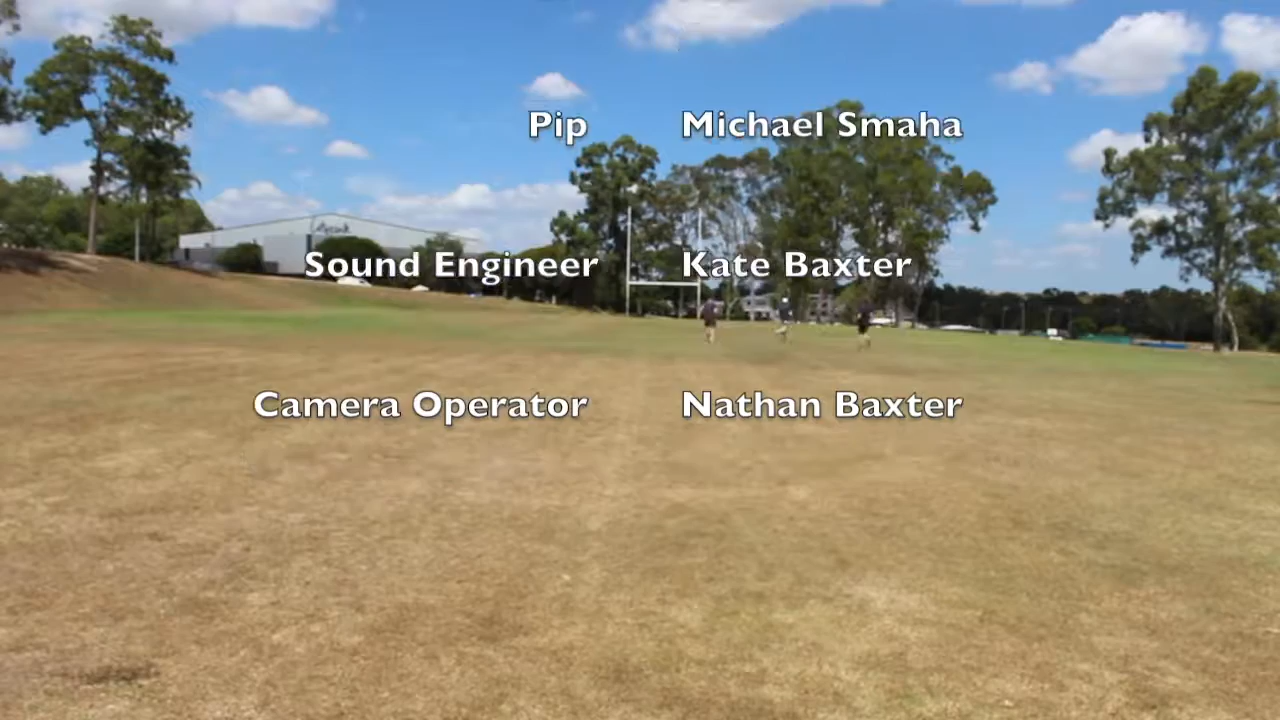 Pip Michael Smaha
Sound Engineer Kate Baxter
Camera Operator Nathan Baxter